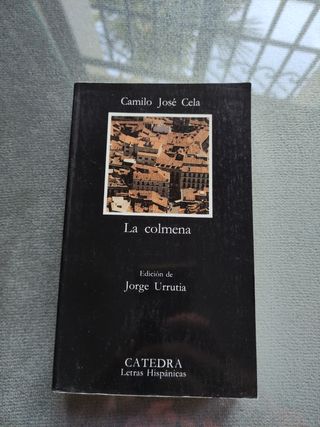 Camilo José Cela
La colmena
Edición de
Jorge Urrutia
CATEDRA
Letras Hispánicas